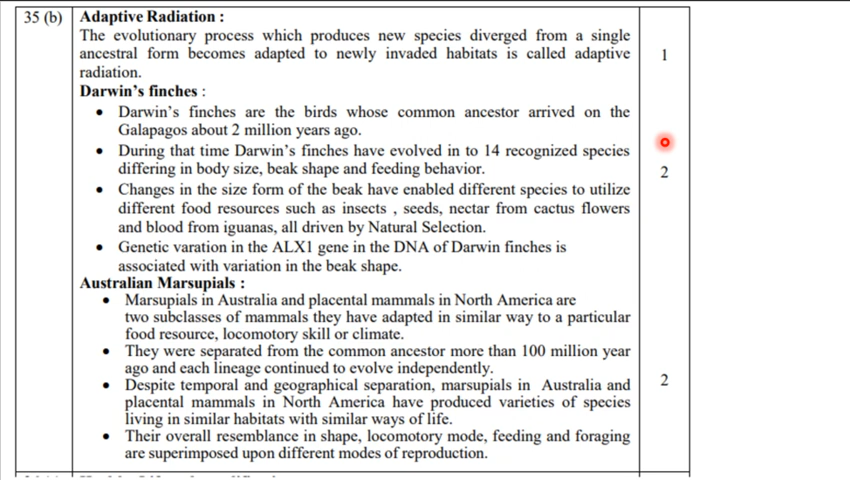 35 (b) Adaptive Radiation :
The evolutionary process which produces new species diverged from a single
ancestral form becomes adapted to newly invaded habitats is called adaptive
radiation.
1
Darwin's finches :
• Darwin's finches are the birds whose common ancestor arrived on the
Galapagos about 2 million years ago.
• During that time Darwin's finches have evolved in to 14 recognized species
differing in body size, beak shape and feeding behavior.
2
• Changes in the size form of the beak have enabled different species to utilize
different food resources such as insects , seeds, nectar from cactus flowers
and blood from iguanas, all driven by Natural Selection.
• Genetic varation in the ALX1 gene in the DNA of Darwin finches is
associated with variation in the beak shape.
Australian Marsupials :
• Marsupials in Australia and placental mammals in North America are
two subclasses of mammals they have adapted in similar way to a particular
food resource, locomotory skill or climate.
• They were separated from the common ancestor more than 100 million year
ago and each lineage continued to evolve independently.
• Despite temporal and geographical separation, marsupials in Australia and
placental mammals in North America have produced varieties of species
living in similar habitats with similar ways of life.
2
• Their overall resemblance in shape, locomotory mode, feeding and foraging
are superimposed upon different modes of reproduction.